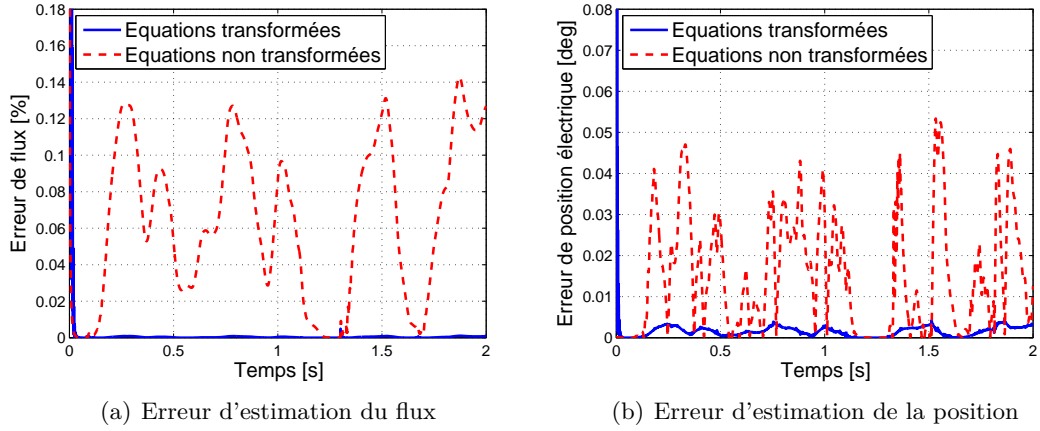 Equations transformées
Equations non transformées
Erreur de flux [%]
0.18
0.16
0.14
0.12
0.1
0.08
0.06
0.04
0.02
0
0 0.5 1 1.5 2
Temps [s]
(a) Erreur d'estimation du flux
Equations transformées
Equations non transformées
Erreur de position électrique [deg]
0.08
0.07
0.06
0.05
0.04
0.03
0.02
0.01
0
0 0.5 1 1.5 2
Temps [s]
(b) Erreur d'estimation de la position